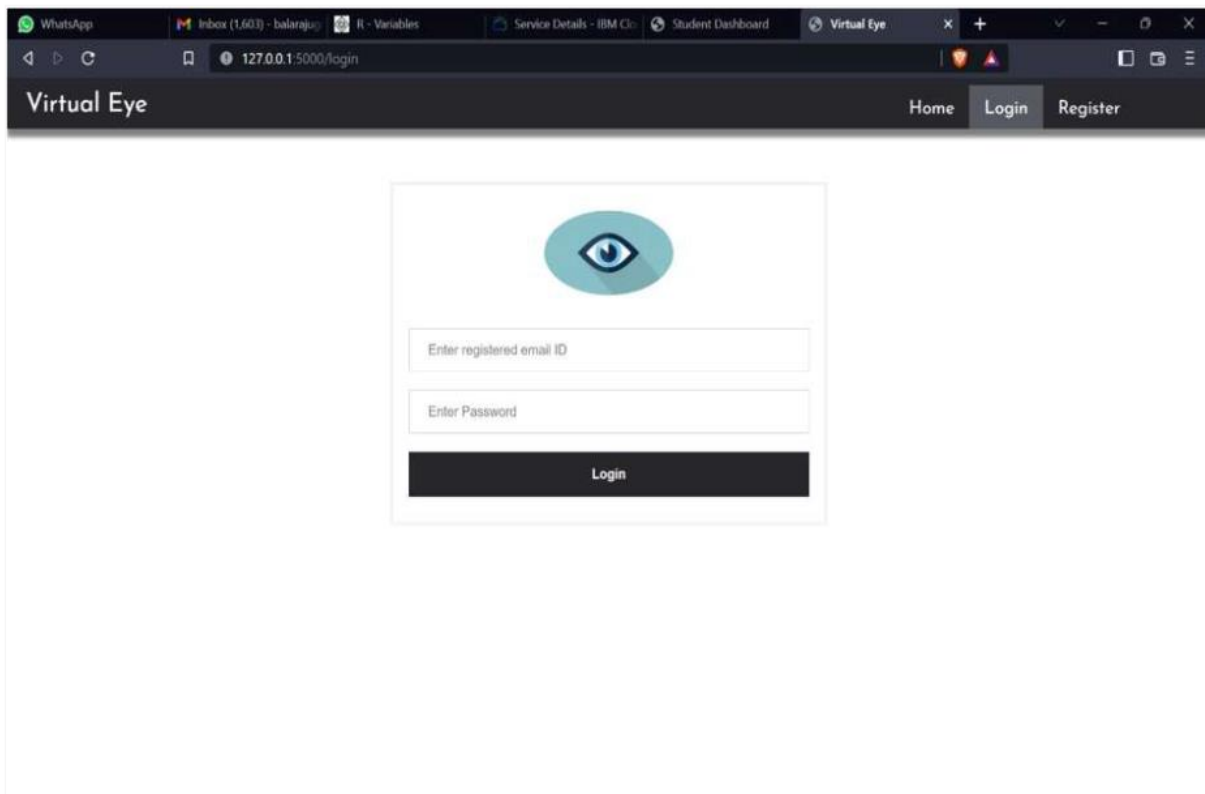 WhatsApp Inbox (1,603) - balarajug R - Variables Service Details - IBM Clo Student Dashboard Virtual Eye
127.0.0.1:5000/login
Virtual Eye Home Login Register
Enter registered email ID
Enter Password
Login